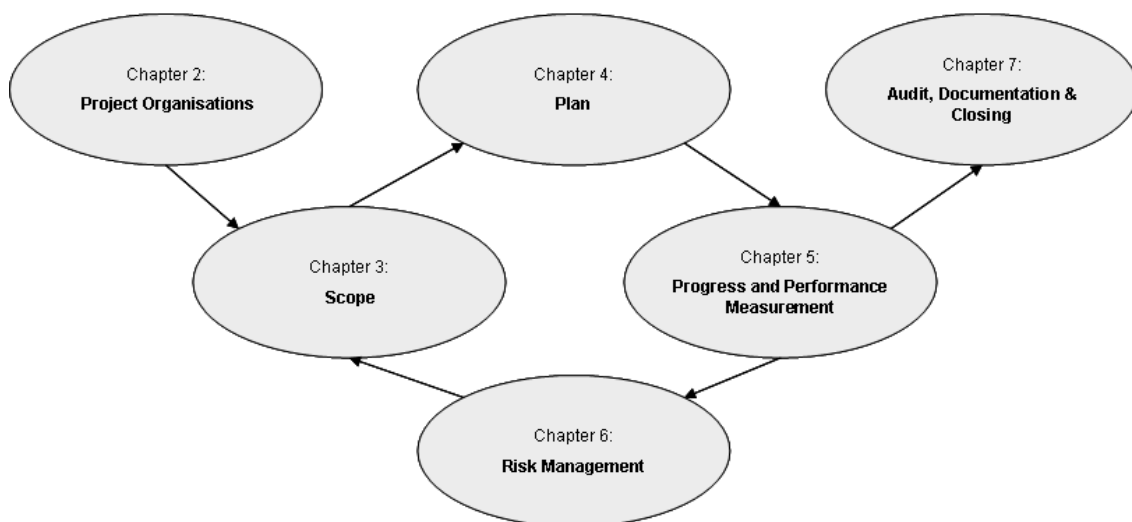 Chapter 2:
Project Organisations
Chapter 4:
Plan
Chapter 7:
Audit, Documentation &
Closing
Chapter 3:
Scope
Chapter 5:
Progress and Performance
Measurement
Chapter 6:
Risk Management